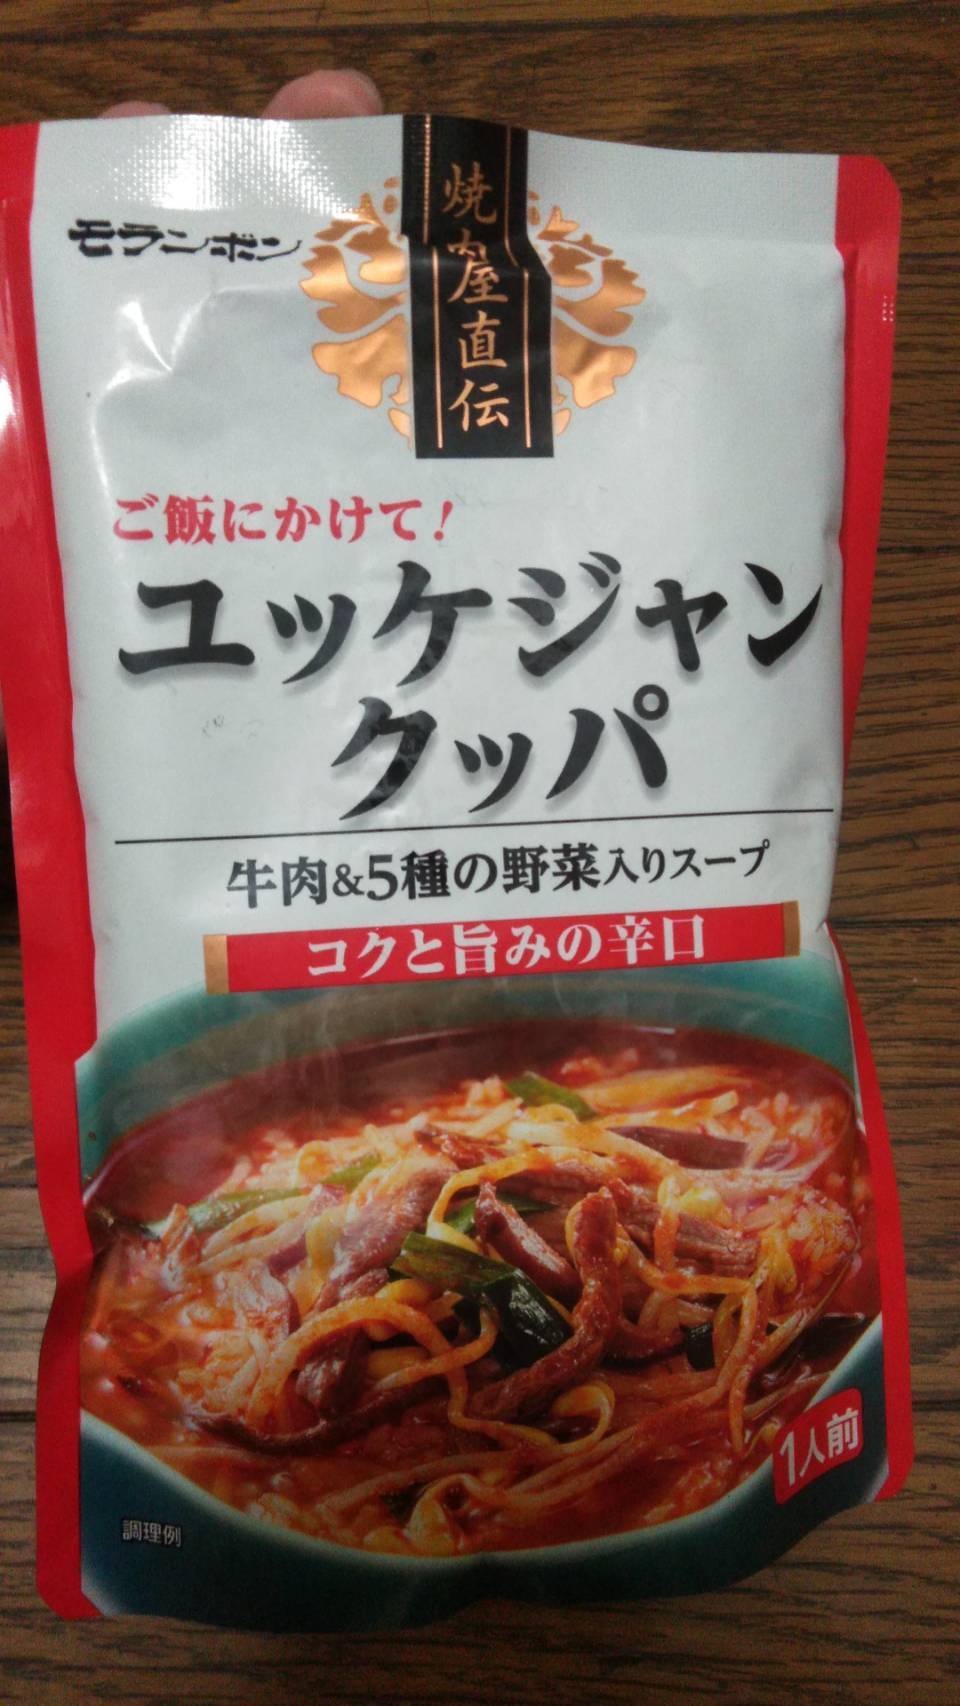 焼肉屋直伝
モランボン
ご飯にかけて!
ユッケジャン
クッパ
牛肉&5種の野菜入りスープ
コクと旨みの辛口
1人前
調理例